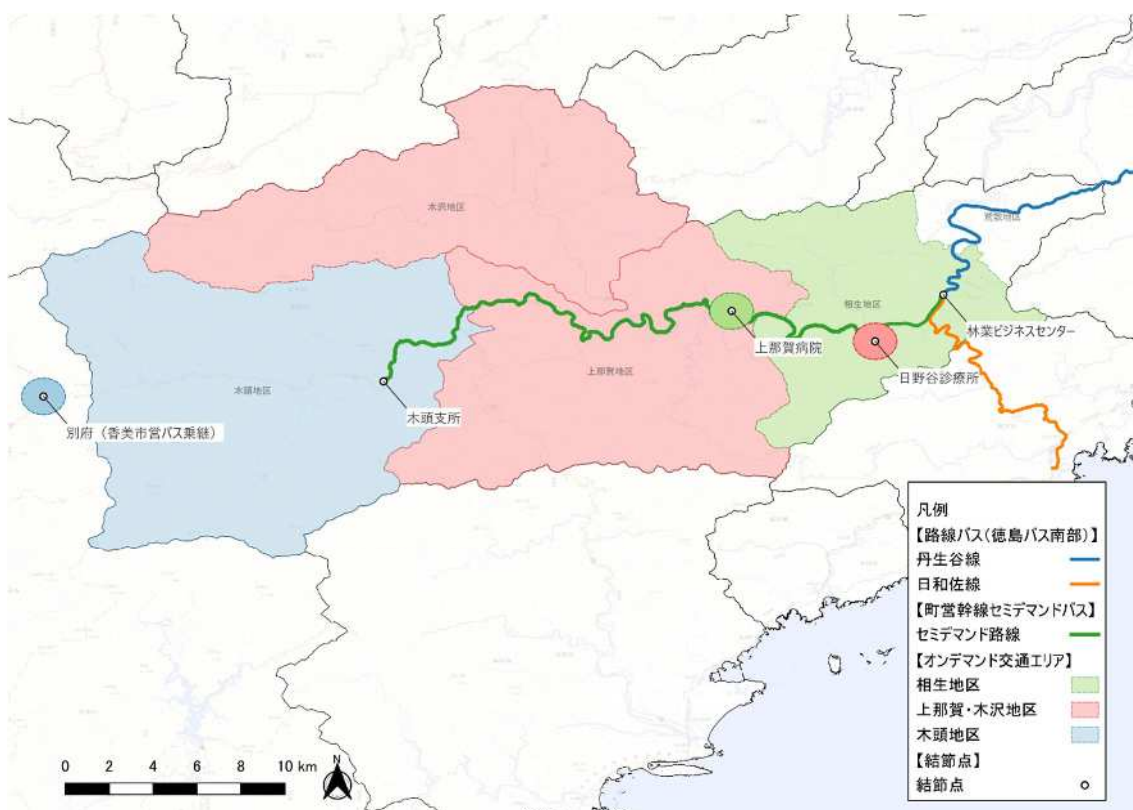 木沢地区
鷲敷地区
相生地区
林業ビジネスセンター
上那賀病院
日野谷診療所
上那賀地区
木頭地区
木頭支所
別府（香美市営バス乗継）
凡例
【路線バス（徳島バス南部）】
丹生谷線
日和佐線
【町営幹線セミデマンドバス】
セミデマンド路線
【オンデマンド交通エリア】
相生地区
上那賀・木沢地区
木頭地区
【結節点】
結節点
0 2 4 6 8 10 km
N